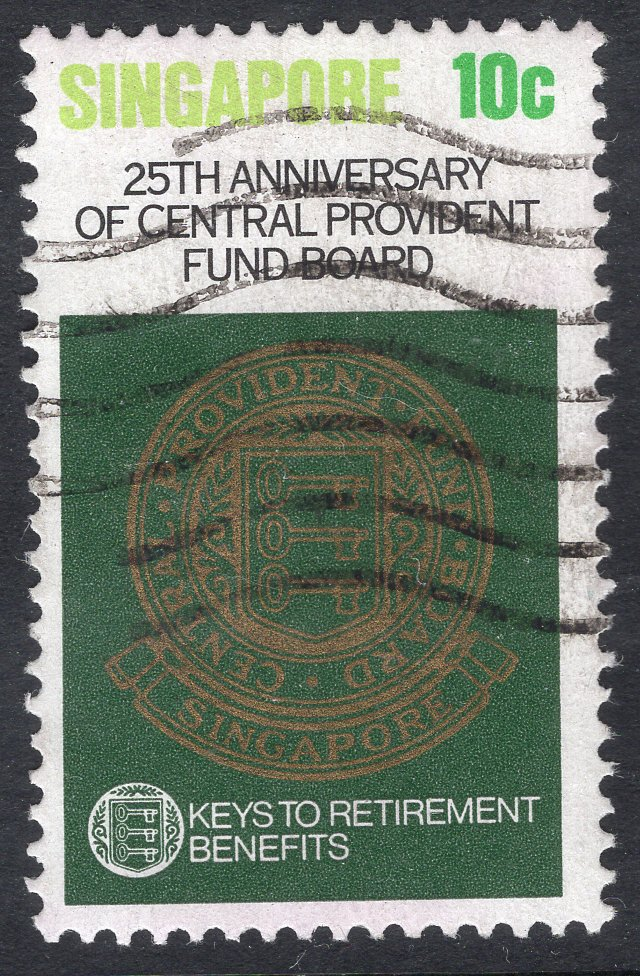 SINGAPORE 10c
25TH ANNIVERSARY
OF CENTRAL PROVIDENT
FUND BOARD
CENTRAL · PROVIDENT · FUND · BOARD ·
SINGAPORE
KEYS TO RETIREMENT
BENEFITS